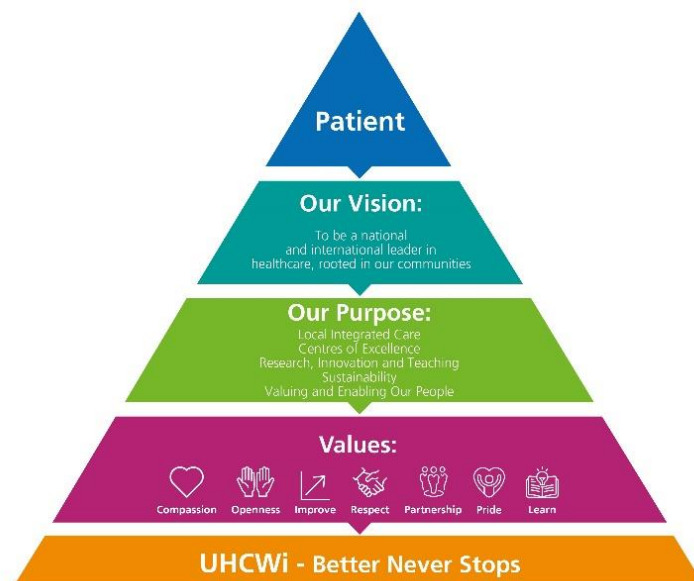 Patient
Our Vision:
To be a national
and international leader in
healthcare, rooted in our communities
Our Purpose:
Local Integrated Care
Centres of Excellence
Research, Innovation and Teaching
Sustainability
Valuing and Enabling Our People
Values:
Compassion Openness Improve Respect Partnership Pride Learn
UHCWi - Better Never Stops